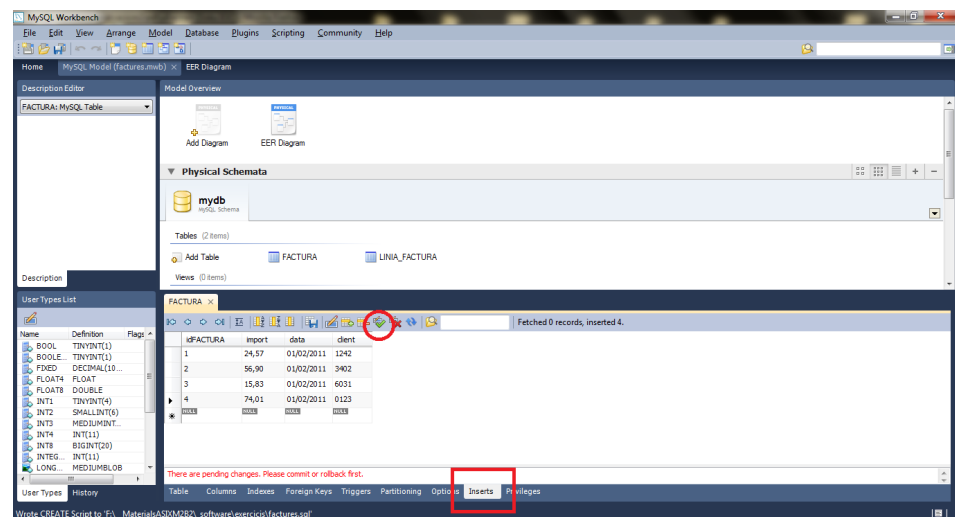 MySQL Workbench
File Edit View Arrange Model Database Plugins Scripting Community Help
Home MySQL Model (factures.mwb) × EER Diagram
Description Editor
FACTURA: MySQL Table
Description
Model Overview
PHYSICAL PHYSICAL
Add Diagram EER Diagram
Physical Schemata
mydb
MySQL Schema
Tables (2 items)
Add Table FACTURA LINIA_FACTURA
Views (0 items)
User Types List
Name Definition Flags
BOOL TINYINT(1)
BOOLE... TINYINT(1)
FIXED DECIMAL(10...
FLOAT4 FLOAT
FLOAT8 DOUBLE
INT1 TINYINT(4)
INT2 SMALLINT(6)
INT3 MEDIUMINT...
INT4 INT(11)
INT8 BIGINT(20)
INTEG... INT(11)
LONG... MEDIUMBLOB
User Types History
FACTURA ×
Fetched 0 records, inserted 4.
idFACTURA import data client
1 24,57 01/02/2011 1242
2 56,90 01/02/2011 3402
3 15,83 01/02/2011 6031
4 74,01 01/02/2011 0123
NULL NULL NULL NULL
There are pending changes. Please commit or rollback first.
Table Columns Indexes Foreign Keys Triggers Partitioning Options Inserts Privileges
Wrote CREATE Script to 'F:\_MaterialsASIXM2B2\_software\exercicis\factures.sql'